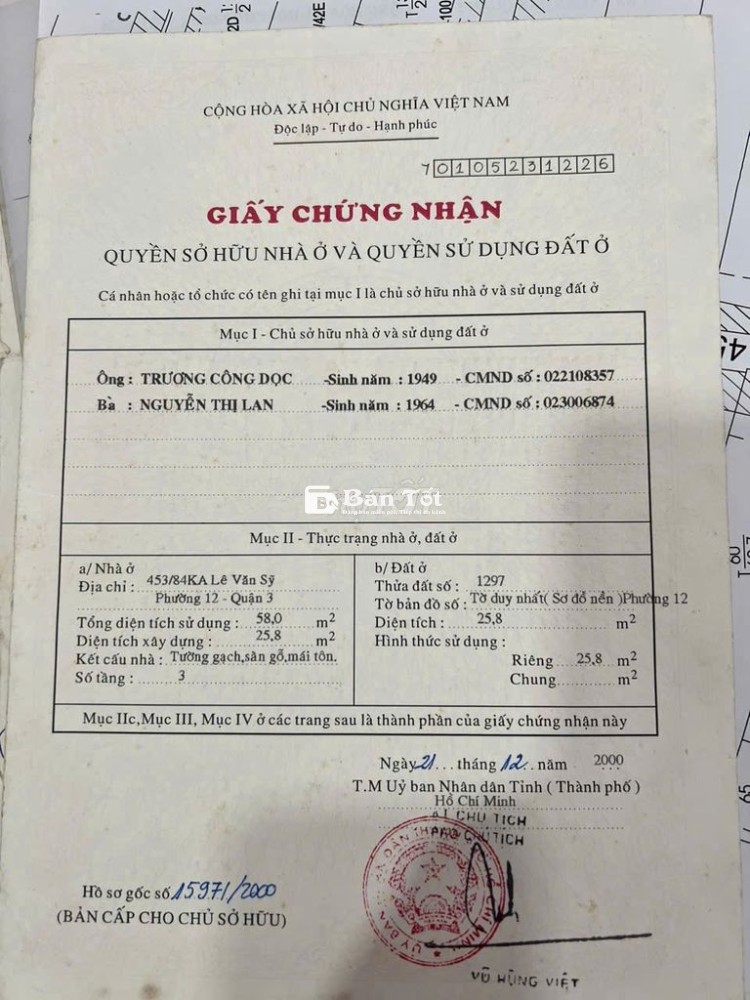 CỘNG HÒA XÃ HỘI CHỦ NGHĨA VIỆT NAM
Độc lập - Tự do - Hạnh phúc
7 0105231226
GIẤY CHỨNG NHẬN
QUYỀN SỞ HỮU NHÀ Ở VÀ QUYỀN SỬ DỤNG ĐẤT Ở
Cá nhân hoặc tổ chức có tên ghi tại mục I là chủ sở hữu nhà ở và sử dụng đất ở
Mục I - Chủ sở hữu nhà ở và sử dụng đất ở
Ông : TRƯƠNG CÔNG DỌC -Sinh năm : 1949 - CMND số : 022108357
Bà : NGUYỄN THỊ LAN -Sinh năm : 1964 - CMND số : 023006874
Bán Tốt
Mục II - Thực trạng nhà ở, đất ở
a/ Nhà ở
Địa chỉ : 453/84KA Lê Văn Sỹ
Phường 12 - Quận 3
Tổng diện tích sử dụng : 58,0 m2
Diện tích xây dựng : 25,8 m2
Kết cấu nhà : Tường gạch,sàn gỗ,mái tôn.
Số tầng : 3
b/ Đất ở
Thửa đất số : 1297
Tờ bản đồ số : Tờ duy nhất( Sơ đồ nền )Phường 12
Diện tích : 25,8 m2
Hình thức sử dụng :
Riêng 25,8 m2
Chung m2
Mục IIc,Mục III, Mục IV ở các trang sau là thành phần của giấy chứng nhận này
Ngày 21 tháng 12 năm 2000
T.M Uỷ ban Nhân dân Tỉnh ( Thành phố )
Hồ Chí Minh
KT CHỦ TỊCH
PHÓ CHỦ TỊCH
Hồ sơ gốc số 15971/2000
(BẢN CẤP CHO CHỦ SỞ HỮU)
VŨ HÙNG VIỆT